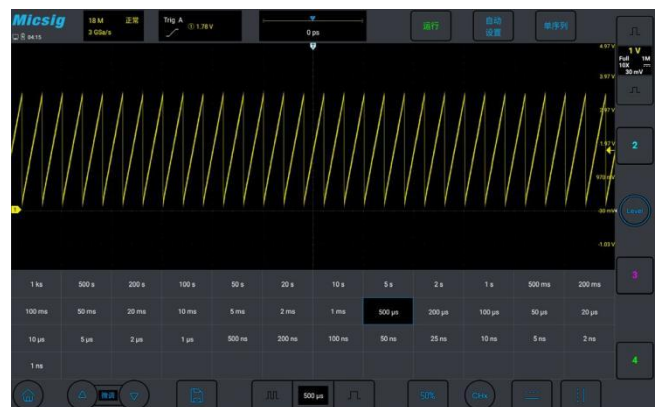 Micsig
18 M 正常
3 GSa/s
Trig A ① 1.78 V
0 ps
运行
自动
设置
单序列
04:15
T
4.97 V
3.97 V
2.97 V
1.97 V
970 mV
-30 mV
-1.03 V
1 V
Full 1M
10X
30 mV
2
Level
3
4
1 ks 500 s 200 s 100 s 50 s 20 s 10 s 5 s 2 s 1 s 500 ms 200 ms
100 ms 50 ms 20 ms 10 ms 5 ms 2 ms 1 ms 500 μs 200 μs 100 μs 50 μs 20 μs
10 μs 5 μs 2 μs 1 μs 500 ns 200 ns 100 ns 50 ns 25 ns 10 ns 5 ns 2 ns
1 ns
微调
500 μs
50%
CHx